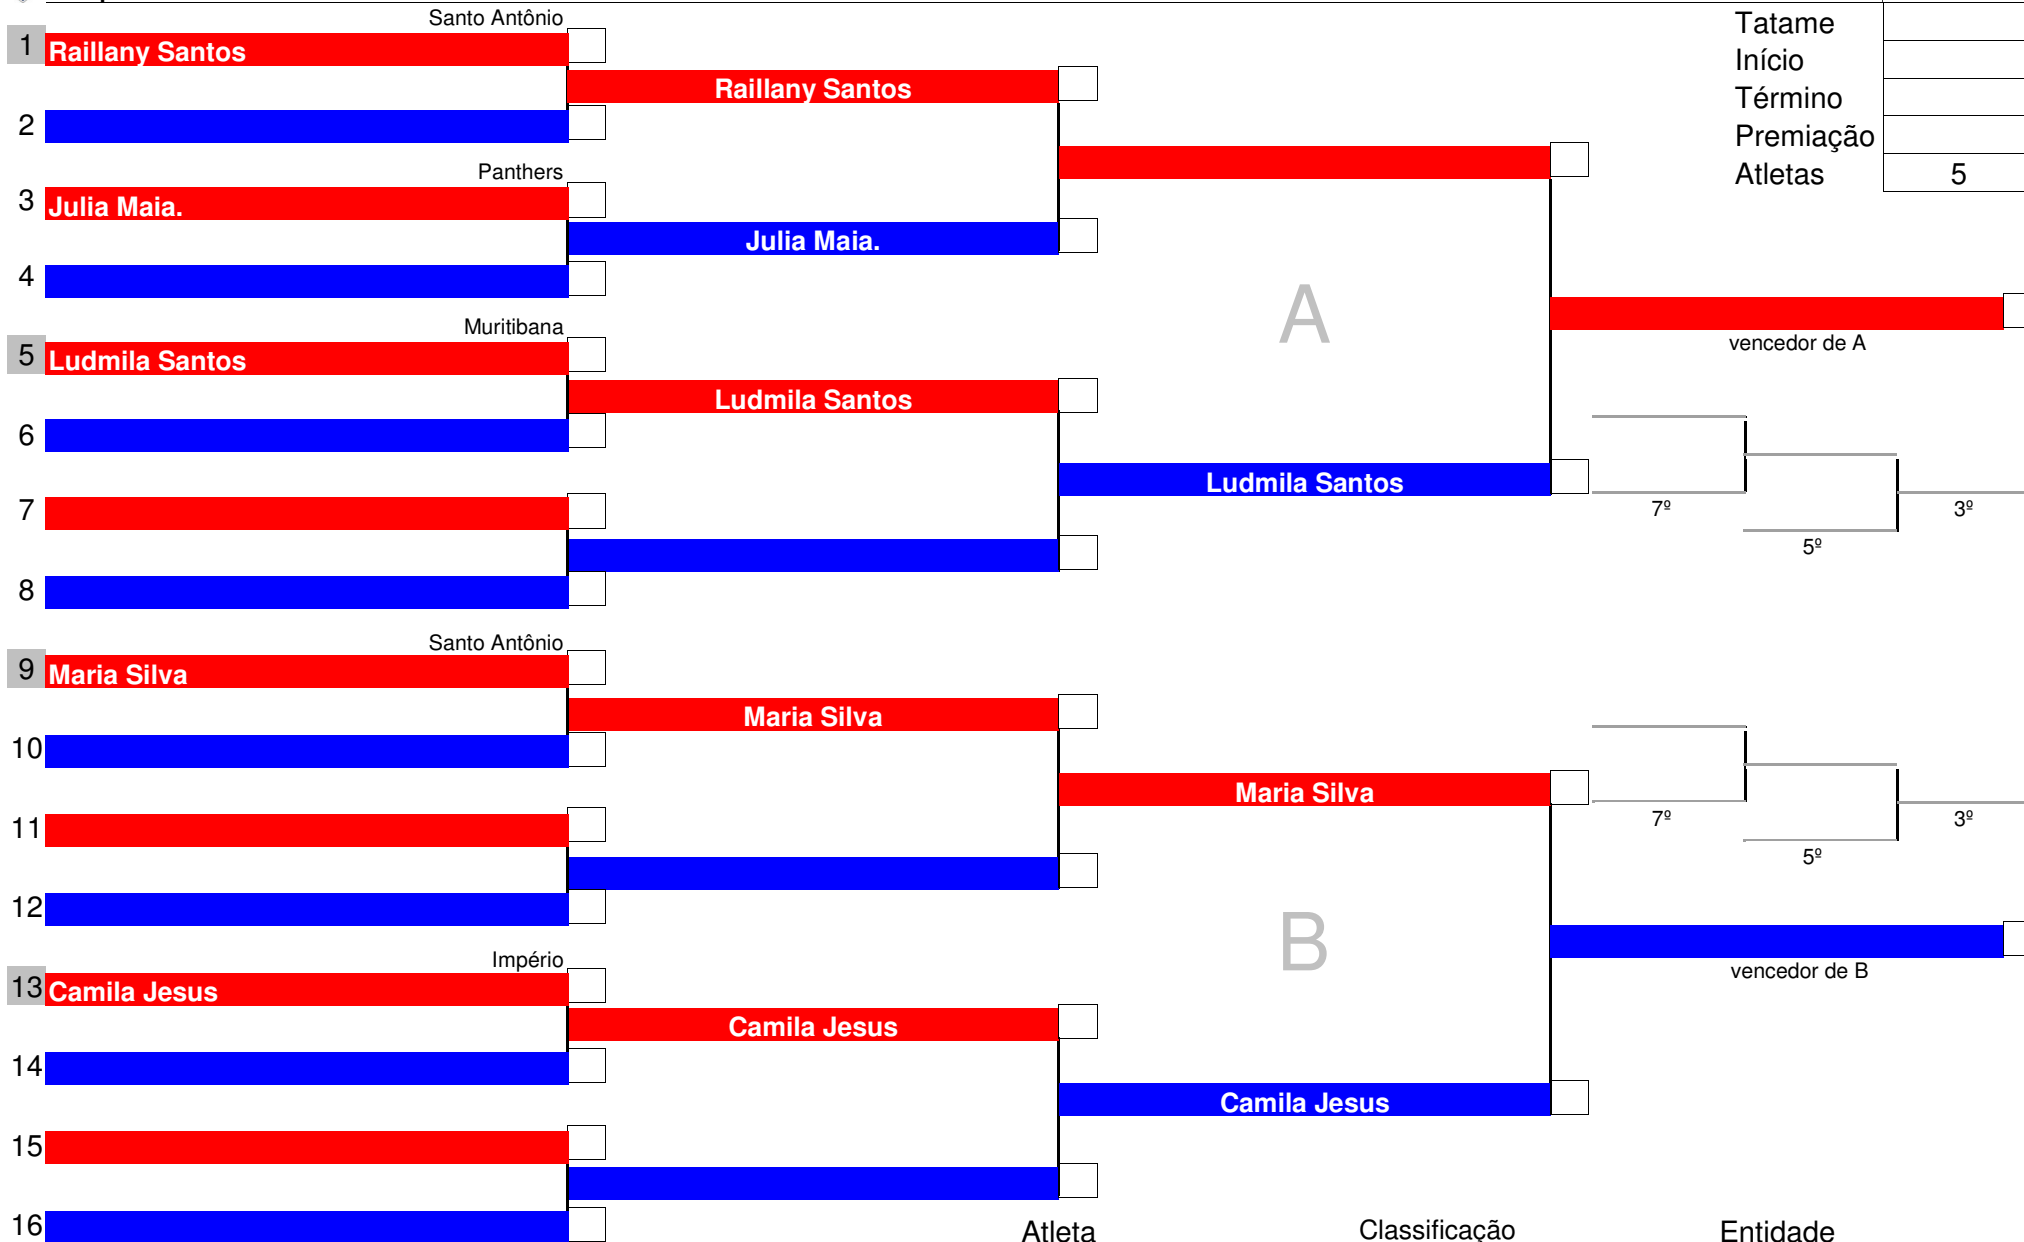 Santo Antônio
1 Raillany Santos
Raillany Santos
2
Panthers
3 Julia Maia.
Julia Maia.
4
Muritibana
5 Ludmila Santos
Ludmila Santos
6
Ludmila Santos
7
8
Santo Antônio
9 Maria Silva
Maria Silva
10
Maria Silva
11
12
Império
13 Camila Jesus
Camila Jesus
14
Camila Jesus
15
16
A
B
Tatame
Início
Término
Premiação
Atletas 5
vencedor de A
7º
3º
5º
7º
3º
5º
vencedor de B
Atleta Classificação Entidade